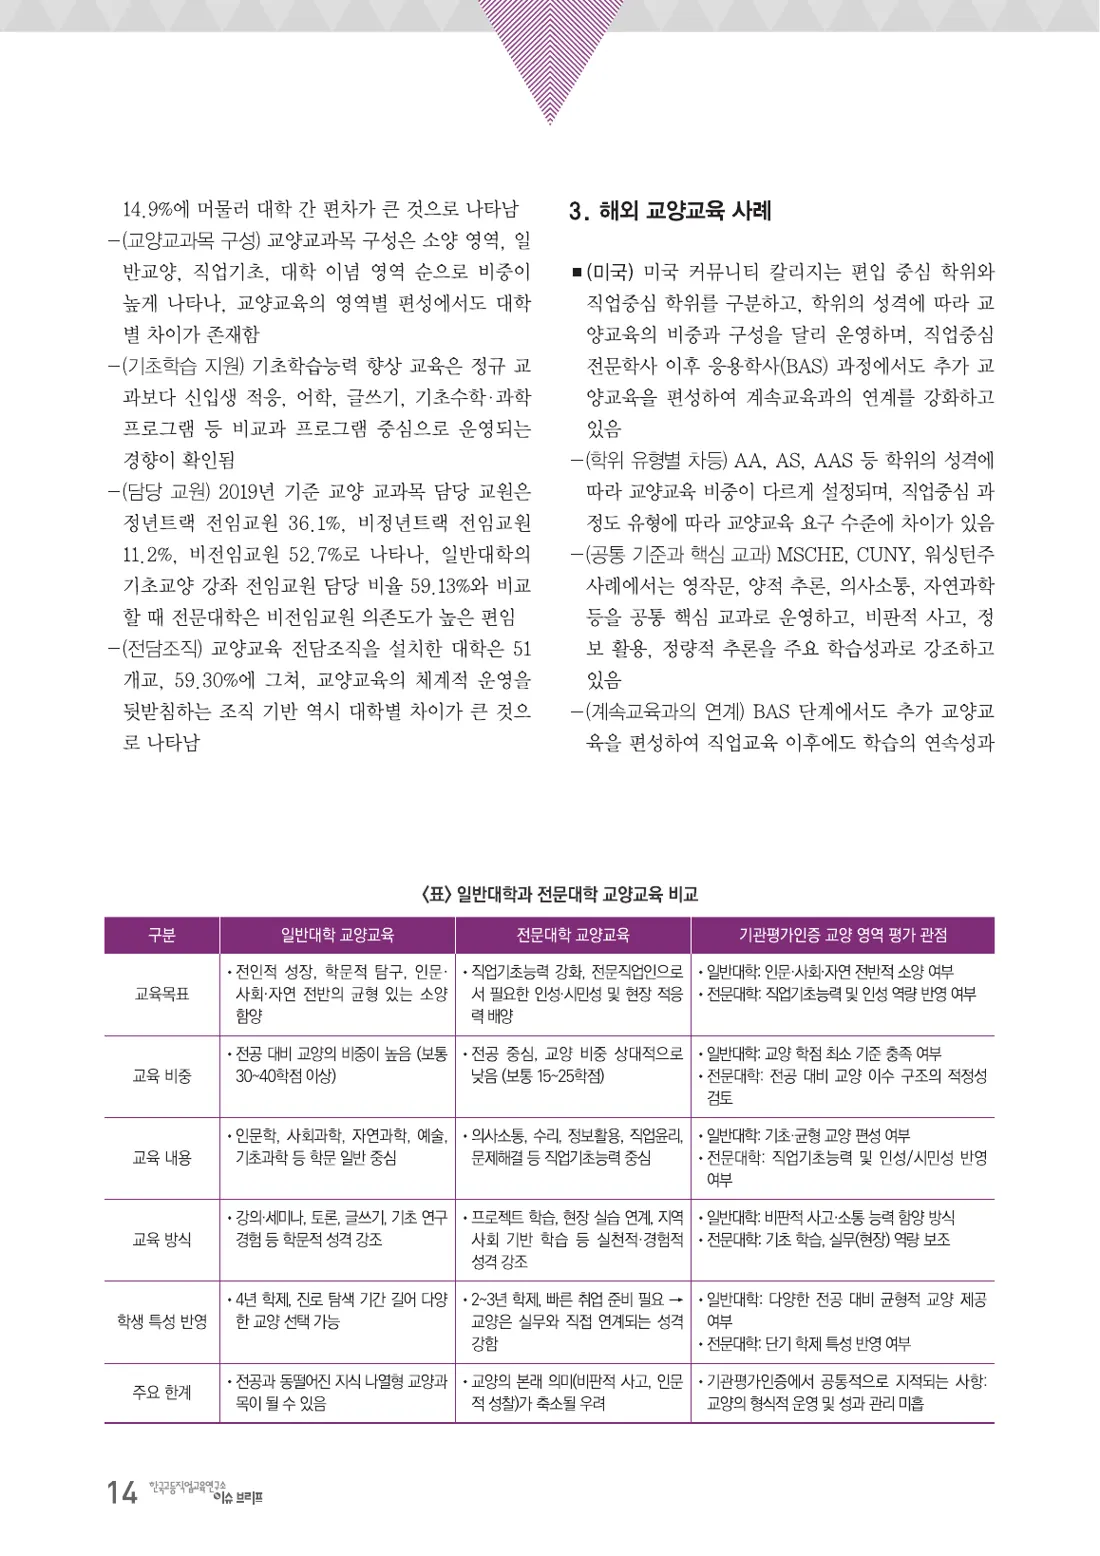 14.9%에 머물러 대학 간 편차가 큰 것으로 나타남
-(교양교과목 구성) 교양교과목 구성은 소양 영역, 일
반교양, 직업기초, 대학 이념 영역 순으로 비중이
높게 나타나, 교양교육의 영역별 편성에서도 대학
별 차이가 존재함
-(기초학습 지원) 기초학습능력 향상 교육은 정규 교
과보다 신입생 적응, 어학, 글쓰기, 기초수학·과학
프로그램 등 비교과 프로그램 중심으로 운영되는
경향이 확인됨
-(담당 교원) 2019년 기준 교양 교과목 담당 교원은
정년트랙 전임교원 36.1%, 비정년트랙 전임교원
11.2%, 비전임교원 52.7%로 나타나, 일반대학의
기초교양 강좌 전임교원 담당 비율 59.13%와 비교
할 때 전문대학은 비전임교원 의존도가 높은 편임
-(전담조직) 교양교육 전담조직을 설치한 대학은 51
개교, 59.30%에 그쳐, 교양교육의 체계적 운영을
뒷받침하는 조직 기반 역시 대학별 차이가 큰 것으
로 나타남
3. 해외 교양교육 사례
■ (미국) 미국 커뮤니티 칼리지는 편입 중심 학위와
직업중심 학위를 구분하고, 학위의 성격에 따라 교
양교육의 비중과 구성을 달리 운영하며, 직업중심
전문학사 이후 응용학사(BAS) 과정에서도 추가 교
양교육을 편성하여 계속교육과의 연계를 강화하고
있음
-(학위 유형별 차등) AA, AS, AAS 등 학위의 성격에
따라 교양교육 비중이 다르게 설정되며, 직업중심 과
정도 유형에 따라 교양교육 요구 수준에 차이가 있음
-(공통 기준과 핵심 교과) MSCHE, CUNY, 워싱턴주
사례에서는 영작문, 양적 추론, 의사소통, 자연과학
등을 공통 핵심 교과로 운영하고, 비판적 사고, 정
보 활용, 정량적 추론을 주요 학습성과로 강조하고
있음
-(계속교육과의 연계) BAS 단계에서도 추가 교양교
육을 편성하여 직업교육 이후에도 학습의 연속성과
<표> 일반대학과 전문대학 교양교육 비교
구분 일반대학 교양교육 전문대학 교양교육 기관평가인증 교양 영역 평가 관점
교육목표
• 전인적 성장, 학문적 탐구, 인문·
사회·자연 전반의 균형 있는 소양
함양
• 직업기초능력 강화, 전문직업인으로
서 필요한 인성·시민성 및 현장 적응
력 배양
• 일반대학: 인문·사회·자연 전반적 소양 여부
• 전문대학: 직업기초능력 및 인성 역량 반영 여부
교육 비중
• 전공 대비 교양의 비중이 높음 (보통
30~40학점 이상)
• 전공 중심, 교양 비중 상대적으로
낮음 (보통 15~25학점)
• 일반대학: 교양 학점 최소 기준 충족 여부
• 전문대학: 전공 대비 교양 이수 구조의 적정성
검토
교육 내용
• 인문학, 사회과학, 자연과학, 예술,
기초과학 등 학문 일반 중심
• 의사소통, 수리, 정보활용, 직업윤리,
문제해결 등 직업기초능력 중심
• 일반대학: 기초·균형 교양 편성 여부
• 전문대학: 직업기초능력 및 인성/시민성 반영
여부
교육 방식
• 강의·세미나, 토론, 글쓰기, 기초 연구
경험 등 학문적 성격 강조
• 프로젝트 학습, 현장 실습 연계, 지역
사회 기반 학습 등 실천적·경험적
성격 강조
• 일반대학: 비판적 사고·소통 능력 함양 방식
• 전문대학: 기초 학습, 실무(현장) 역량 보조
학생 특성 반영
• 4년 학제, 진로 탐색 기간 길어 다양
한 교양 선택 가능
• 2~3년 학제, 빠른 취업 준비 필요 →
교양은 실무와 직접 연계되는 성격
강함
• 일반대학: 다양한 전공 대비 균형적 교양 제공
여부
• 전문대학: 단기 학제 특성 반영 여부
주요 한계
• 전공과 동떨어진 지식 나열형 교양과
목이 될 수 있음
• 교양의 본래 의미(비판적 사고, 인문
적 성찰)가 축소될 우려
• 기관평가인증에서 공통적으로 지적되는 사항:
교양의 형식적 운영 및 성과 관리 미흡
14 한국고등직업교육연구소
이슈 브리프